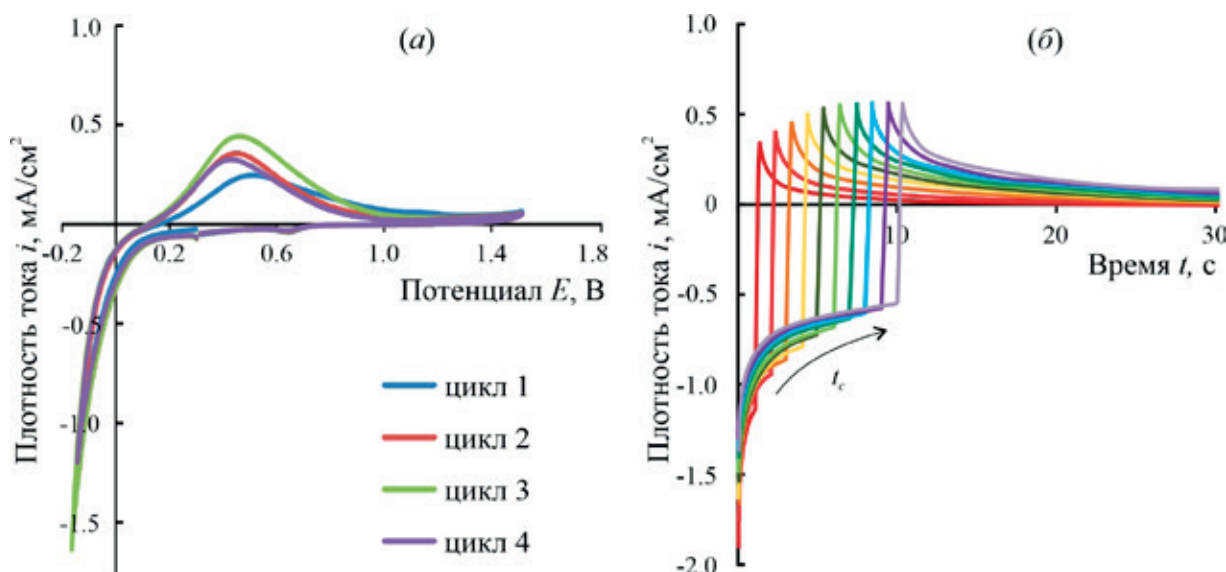 (а)
Плотность тока i, мА/см²
1.0
0.5
0
-0.5
-1.0
-1.5
-0.2
0.2
0.6
1.0
1.4
1.8
Потенциал E, В
цикл 1
цикл 2
цикл 3
цикл 4
(б)
Плотность тока i, мА/см²
1.0
0.5
0
-0.5
-1.0
-1.5
-2.0
10
20
30
Время t, с
tc